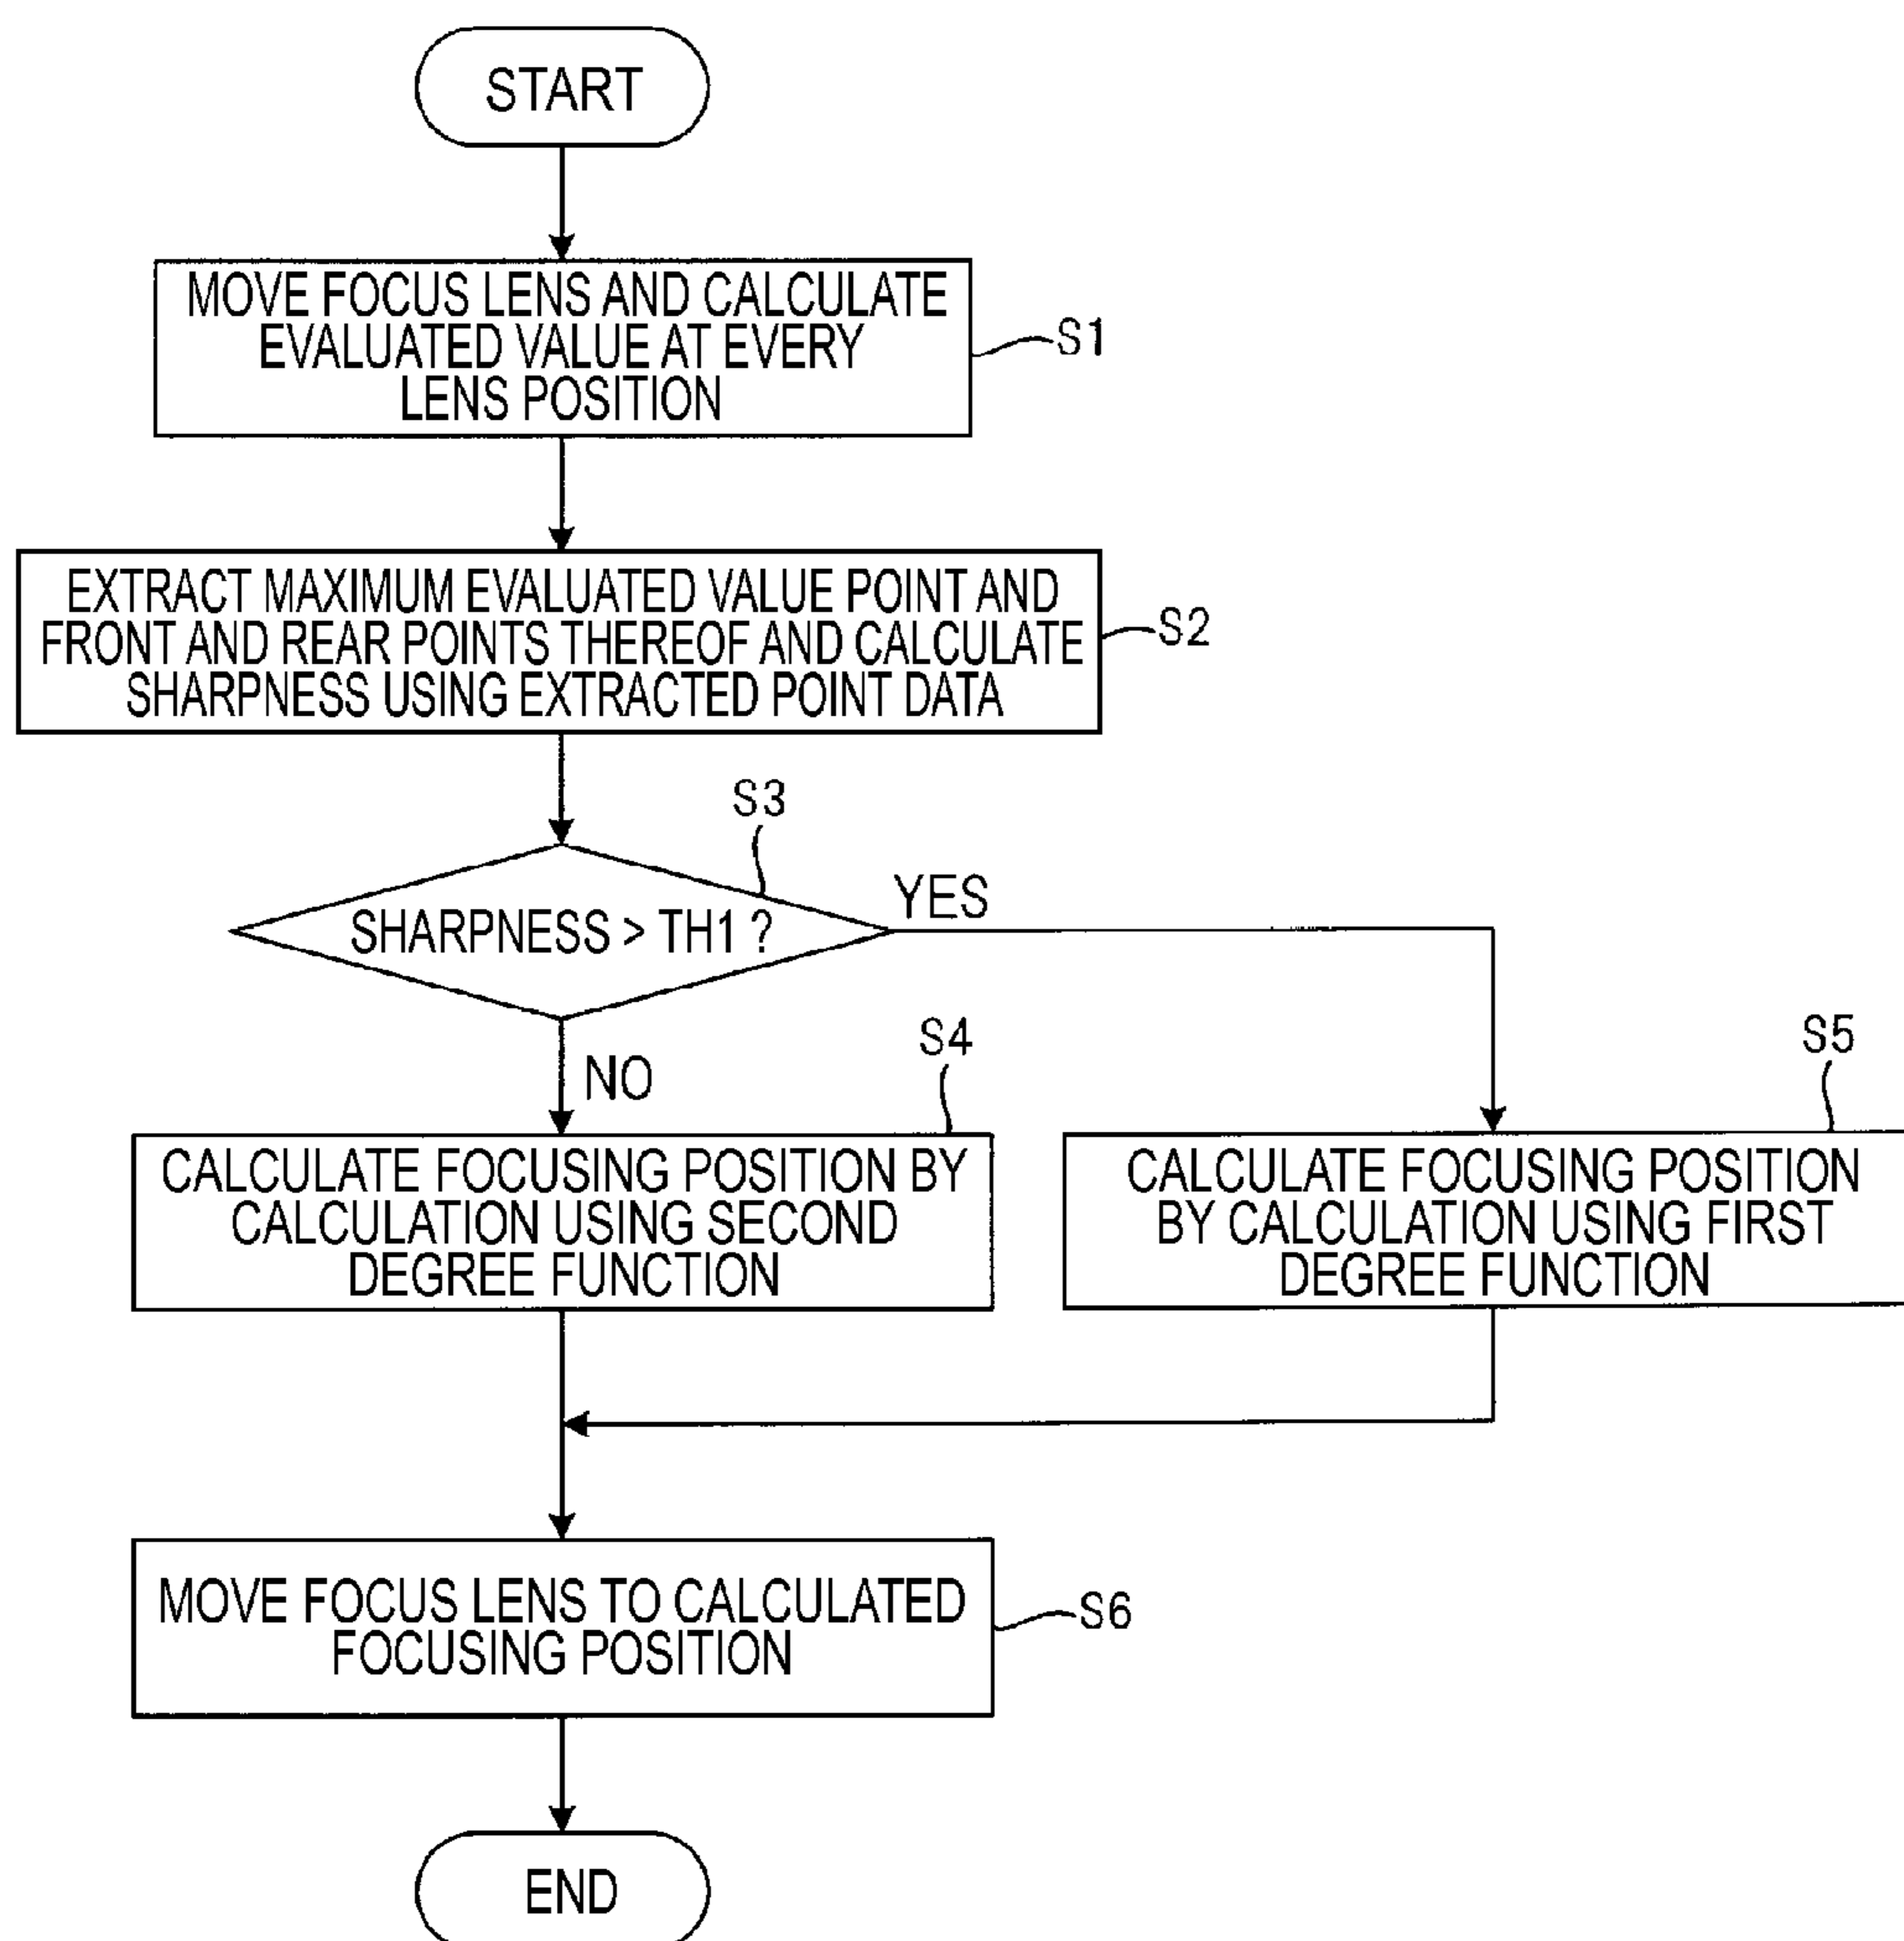 START
MOVE FOCUS LENS AND CALCULATE
EVALUATED VALUE AT EVERY
LENS POSITION
S1
EXTRACT MAXIMUM EVALUATED VALUE POINT AND
FRONT AND REAR POINTS THEREOF AND CALCULATE
SHARPNESS USING EXTRACTED POINT DATA
S2
S3
SHARPNESS > TH1 ?
YES
NO
S4
CALCULATE FOCUSING POSITION BY
CALCULATION USING SECOND
DEGREE FUNCTION
S5
CALCULATE FOCUSING POSITION
BY CALCULATION USING FIRST
DEGREE FUNCTION
MOVE FOCUS LENS TO CALCULATED
FOCUSING POSITION
S6
END